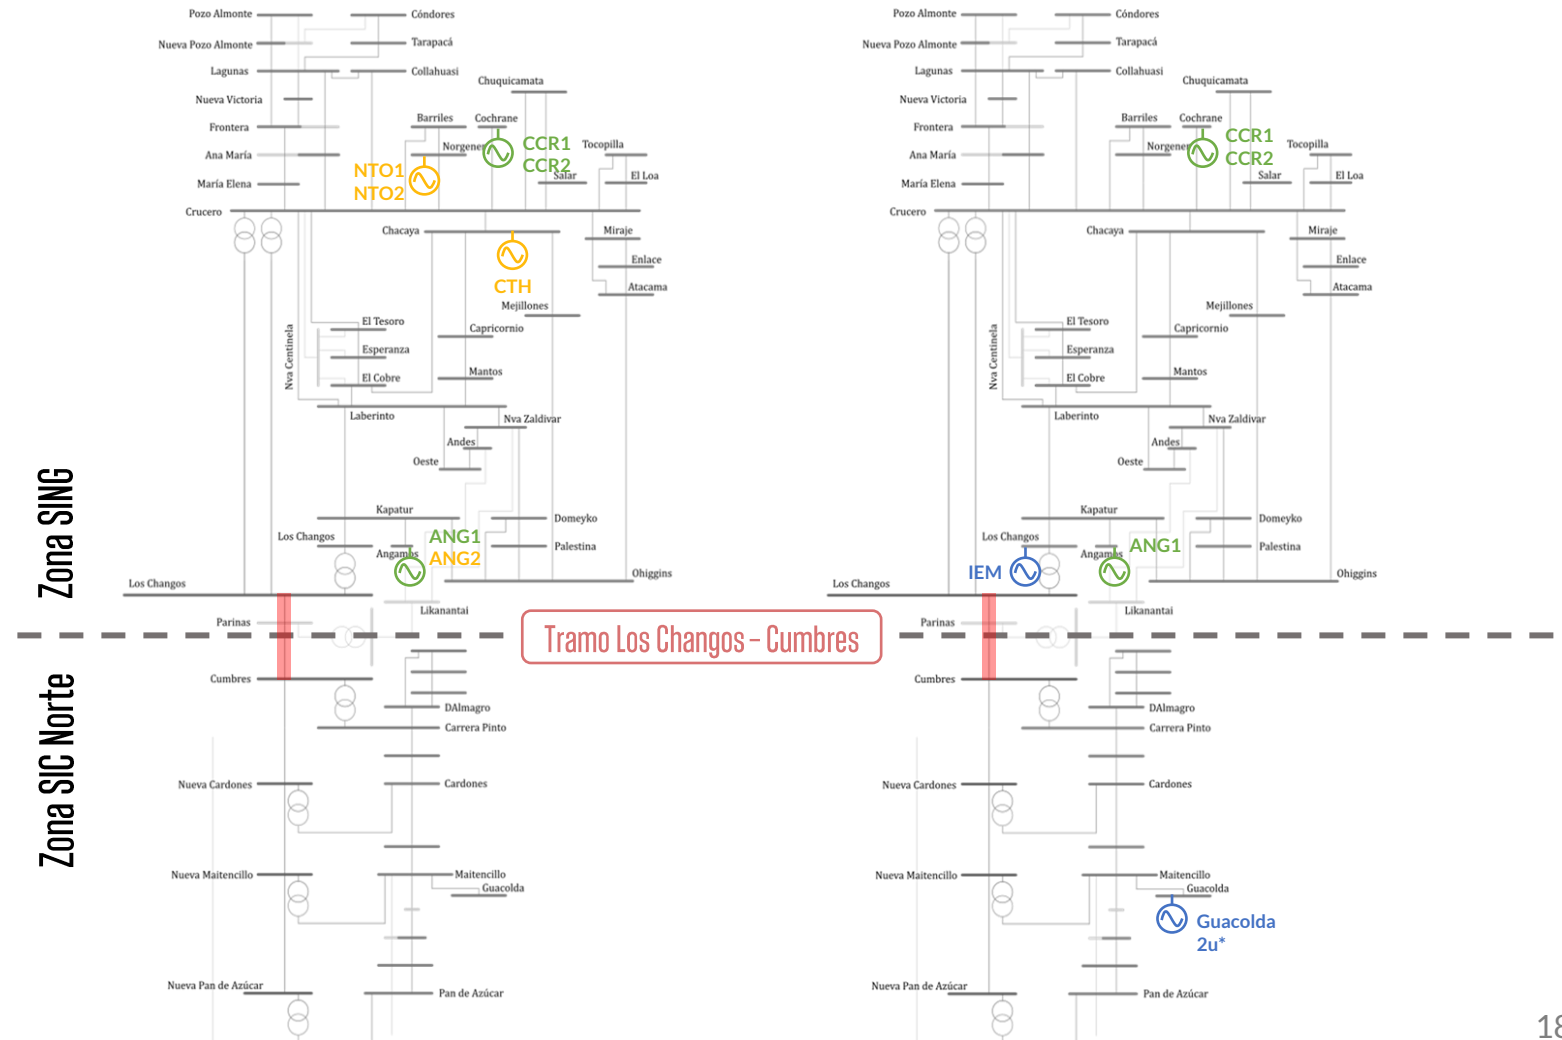 Pozo Almonte
Cóndores
Nueva Pozo Almonte
Tarapacá
Lagunas
Collahuasi
Chuquicamata
Nueva Victoria
Barriles
Cochrane
Frontera
CCR1
CCR2
Norgener
Tocopilla
Ana María
NTO1
NTO2
Salar
El Loa
María Elena
Crucero
Chacaya
Miraje
Enlace
CTH
Atacama
Mejillones
El Tesoro
Capricornio
Nva Centinela
Esperanza
Mantos
El Cobre
Laberinto
Nva Zaldivar
Andes
Oeste
Kapatur
Domeyko
Los Changos
ANG1
ANG2
Angamos
Palestina
Ohiggins
Los Changos
Likanantai
Parinas
Cumbres
DAlmagro
Carrera Pinto
Nueva Cardones
Cardones
Nueva Maitencillo
Maitencillo
Guacolda
Nueva Pan de Azúcar
Pan de Azúcar
Zona SING
Zona SIC Norte
Tramo Los Changos – Cumbres
Pozo Almonte
Cóndores
Nueva Pozo Almonte
Tarapacá
Lagunas
Collahuasi
Chuquicamata
Nueva Victoria
Barriles
Cochrane
Frontera
CCR1
CCR2
Norgener
Tocopilla
Ana María
Salar
El Loa
María Elena
Crucero
Chacaya
Miraje
Enlace
Atacama
Mejillones
El Tesoro
Capricornio
Nva Centinela
Esperanza
Mantos
El Cobre
Laberinto
Nva Zaldivar
Andes
Oeste
Kapatur
Domeyko
Los Changos
ANG1
Angamos
Palestina
IEM
Ohiggins
Los Changos
Likanantai
Parinas
Cumbres
DAlmagro
Carrera Pinto
Nueva Cardones
Cardones
Nueva Maitencillo
Maitencillo
Guacolda
Guacolda
2u*
Nueva Pan de Azúcar
Pan de Azúcar